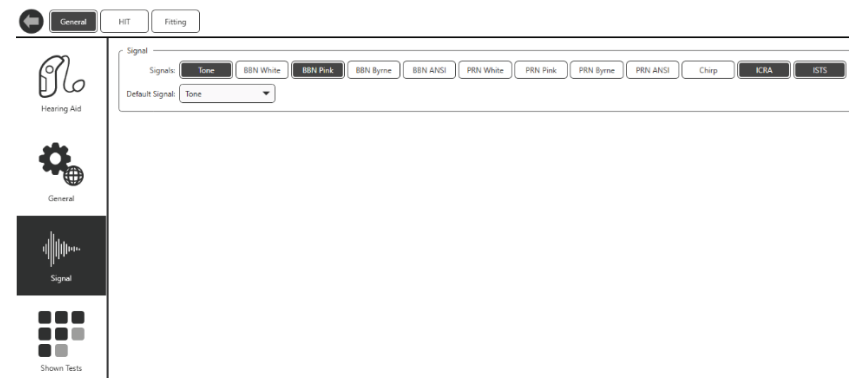 General HIT Fitting
Signal
Signals: Tone BBN White BBN Pink BBN Byrne BBN ANSI PRN White PRN Pink PRN Byrne PRN ANSI Chirp ICRA ISTS
Default Signal: Tone
Hearing Aid
General
Signal
Shown Tests